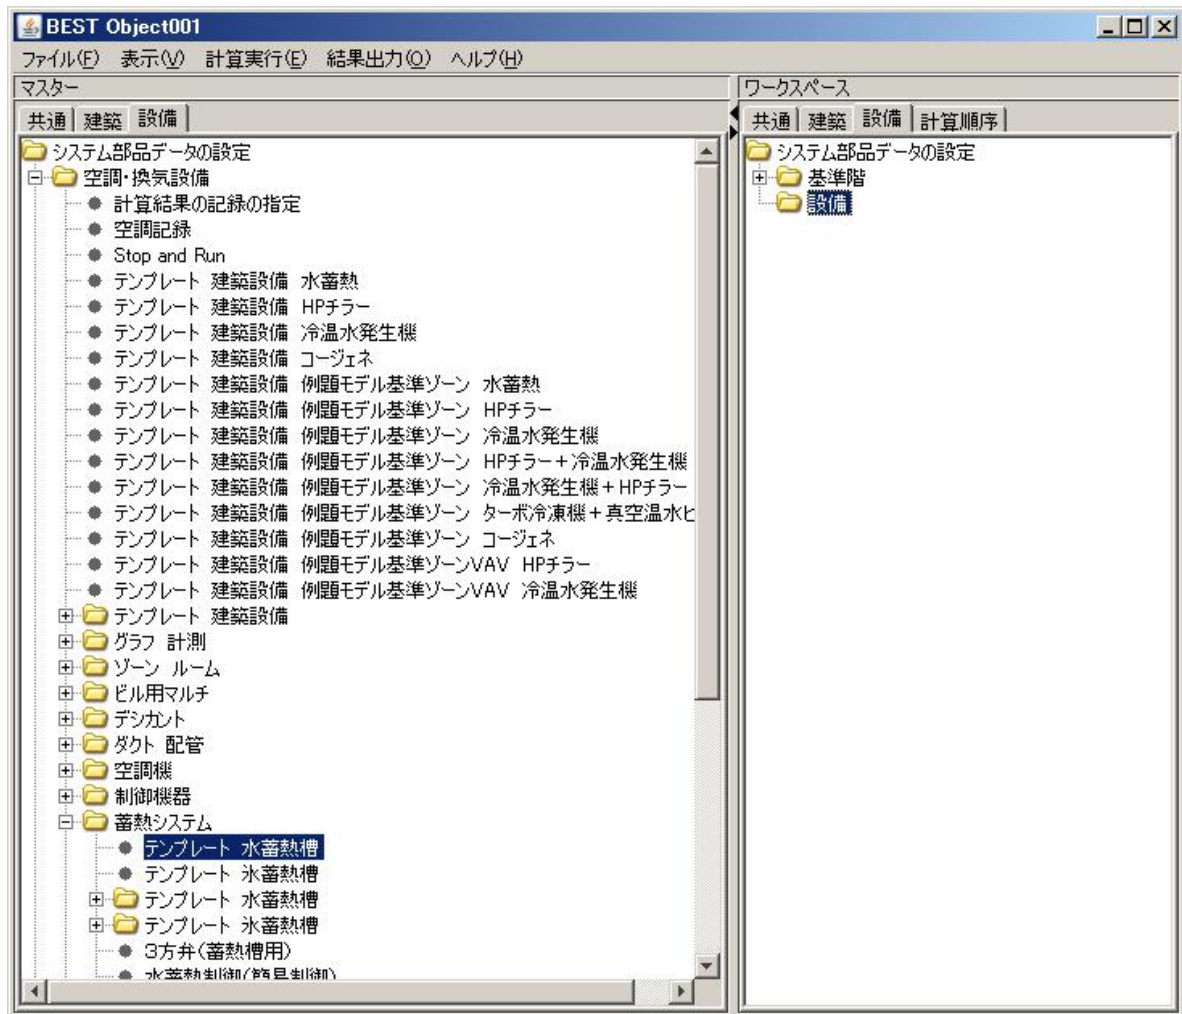 BEST Object001
ファイル(F) 表示(V) 計算実行(E) 結果出力(O) ヘルプ(H)
マスター
共通 建築 設備
システム部品データの設定
空調・換気設備
計算結果の記録の指定
空調記録
Stop and Run
テンプレート 建築設備 水蓄熱
テンプレート 建築設備 HPチラー
テンプレート 建築設備 冷温水発生機
テンプレート 建築設備 コージェネ
テンプレート 建築設備 例題モデル基準ゾーン 水蓄熱
テンプレート 建築設備 例題モデル基準ゾーン HPチラー
テンプレート 建築設備 例題モデル基準ゾーン 冷温水発生機
テンプレート 建築設備 例題モデル基準ゾーン HPチラー+冷温水発生機
テンプレート 建築設備 例題モデル基準ゾーン 冷温水発生機+HPチラー
テンプレート 建築設備 例題モデル基準ゾーン ターボ冷凍機+真空温水ヒ
テンプレート 建築設備 例題モデル基準ゾーン コージェネ
テンプレート 建築設備 例題モデル基準ゾーンVAV HPチラー
テンプレート 建築設備 例題モデル基準ゾーンVAV 冷温水発生機
テンプレート 建築設備
グラフ 計測
ゾーン ルーム
ビル用マルチ
デシカント
ダクト 配管
空調機
制御機器
蓄熱システム
テンプレート 水蓄熱槽
テンプレート 氷蓄熱槽
テンプレート 水蓄熱槽
テンプレート 氷蓄熱槽
3方弁(蓄熱槽用)
水蓄熱制御(簡易制御)
ワークスペース
共通 建築 設備 計算順序
システム部品データの設定
基準階
設備